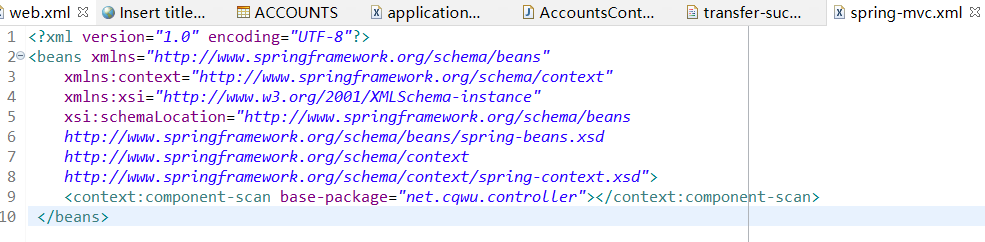 web.xml Insert title... ACCOUNTS application... AccountsCont... transfer-suc... spring-mvc.xml
1 <?xml version="1.0" encoding="UTF-8"?>
2 <beans xmlns="http://www.springframework.org/schema/beans"
3 xmlns:context="http://www.springframework.org/schema/context"
4 xmlns:xsi="http://www.w3.org/2001/XMLSchema-instance"
5 xsi:schemaLocation="http://www.springframework.org/schema/beans
6 http://www.springframework.org/schema/beans/spring-beans.xsd
7 http://www.springframework.org/schema/context
8 http://www.springframework.org/schema/context/spring-context.xsd">
9 <context:component-scan base-package="net.cqwu.controller"></context:component-scan>
10 </beans>